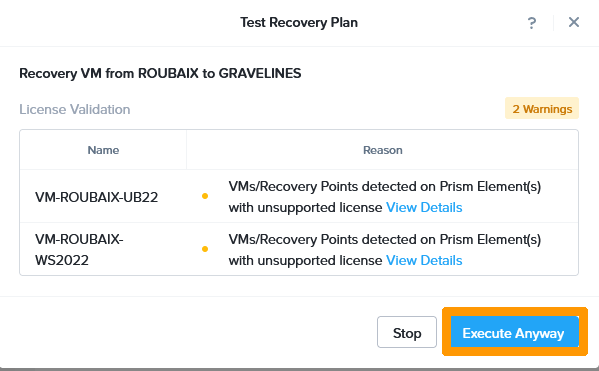 Test Recovery Plan
?
Recovery VM from ROUBAIX to GRAVELINES
License Validation
2 Warnings
Name
Reason
VM-ROUBAIX-UB22
VMs/Recovery Points detected on Prism Element(s)
with unsupported license View Details
VM-ROUBAIX-
WS2022
VMs/Recovery Points detected on Prism Element(s)
with unsupported license View Details
Stop
Execute Anyway